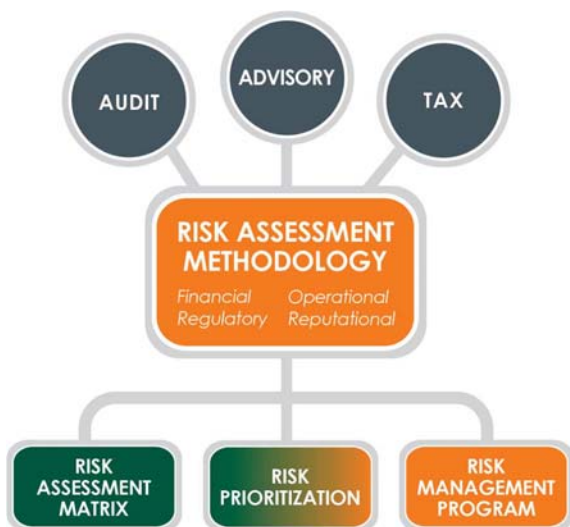 AUDIT
ADVISORY
TAX
RISK ASSESSMENT
METHODOLOGY
Financial Operational
Regulatory Reputational
RISK
ASSESSMENT
MATRIX
RISK
PRIORITIZATION
RISK
MANAGEMENT
PROGRAM